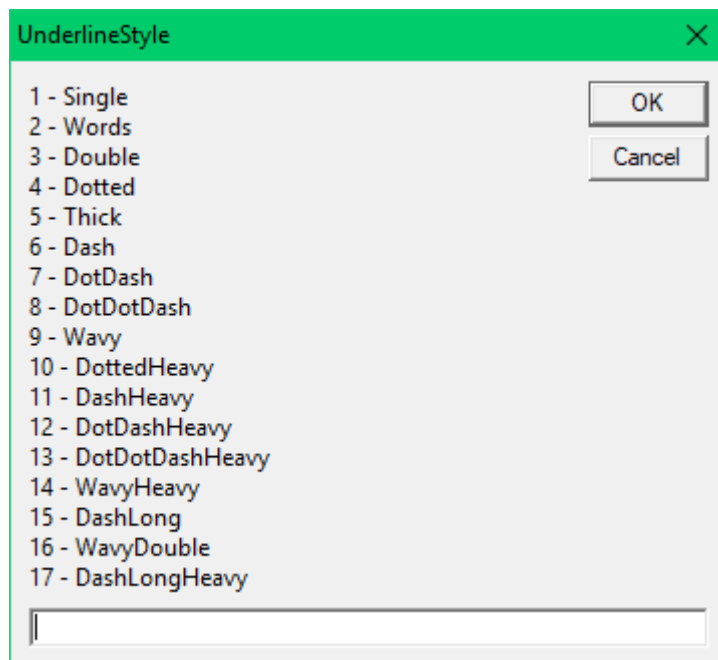 UnderlineStyle
1 - Single
2 - Words
3 - Double
4 - Dotted
5 - Thick
6 - Dash
7 - DotDash
8 - DotDotDash
9 - Wavy
10 - DottedHeavy
11 - DashHeavy
12 - DotDashHeavy
13 - DotDotDashHeavy
14 - WavyHeavy
15 - DashLong
16 - WavyDouble
17 - DashLongHeavy
OK
Cancel